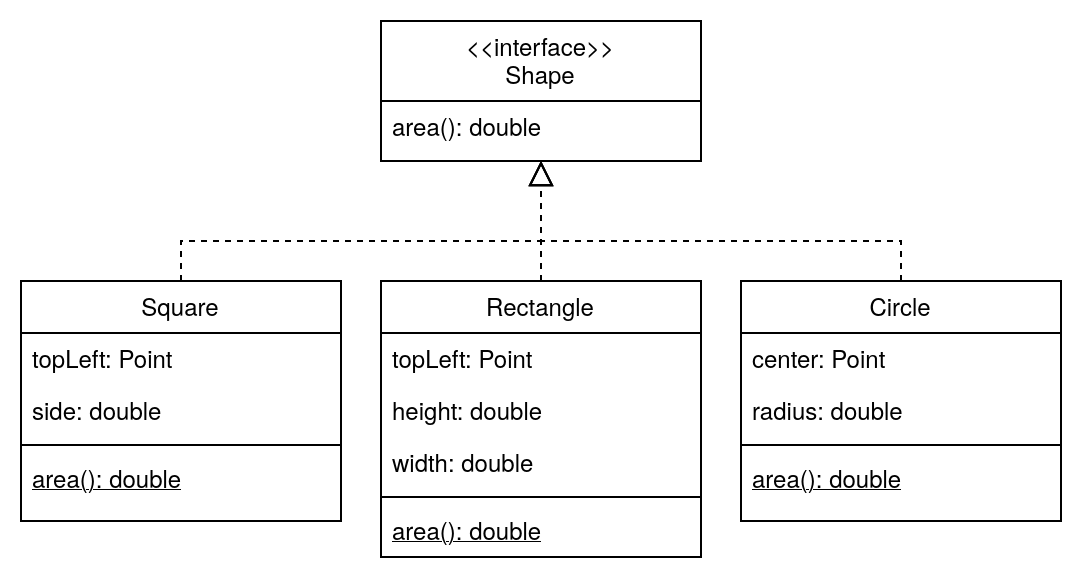 <<interface>>
Shape
area(): double
Square
topLeft: Point
side: double
area(): double
Rectangle
topLeft: Point
height: double
width: double
area(): double
Circle
center: Point
radius: double
area(): double